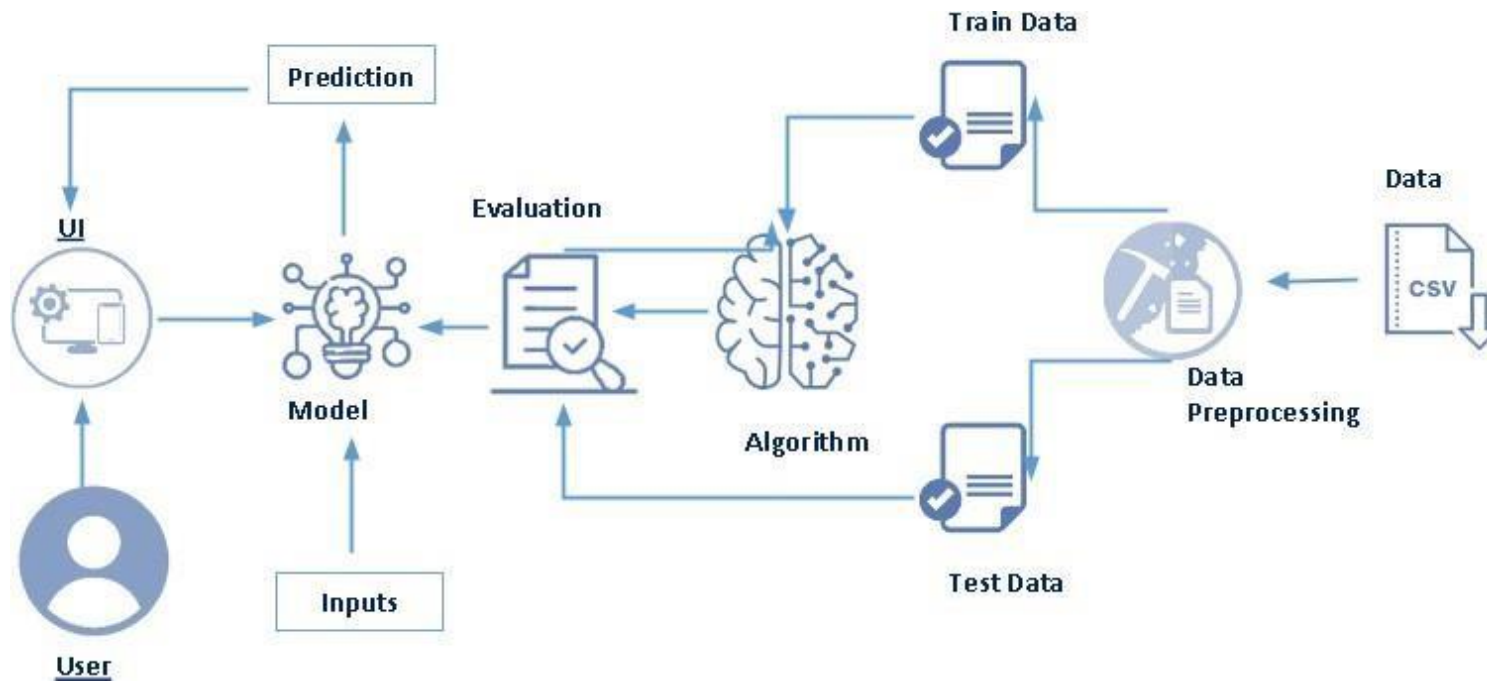 Train Data
Prediction
Data
Evaluation
UI
CSV
Data
Preprocessing
Model
Algorithm
Test Data
Inputs
User